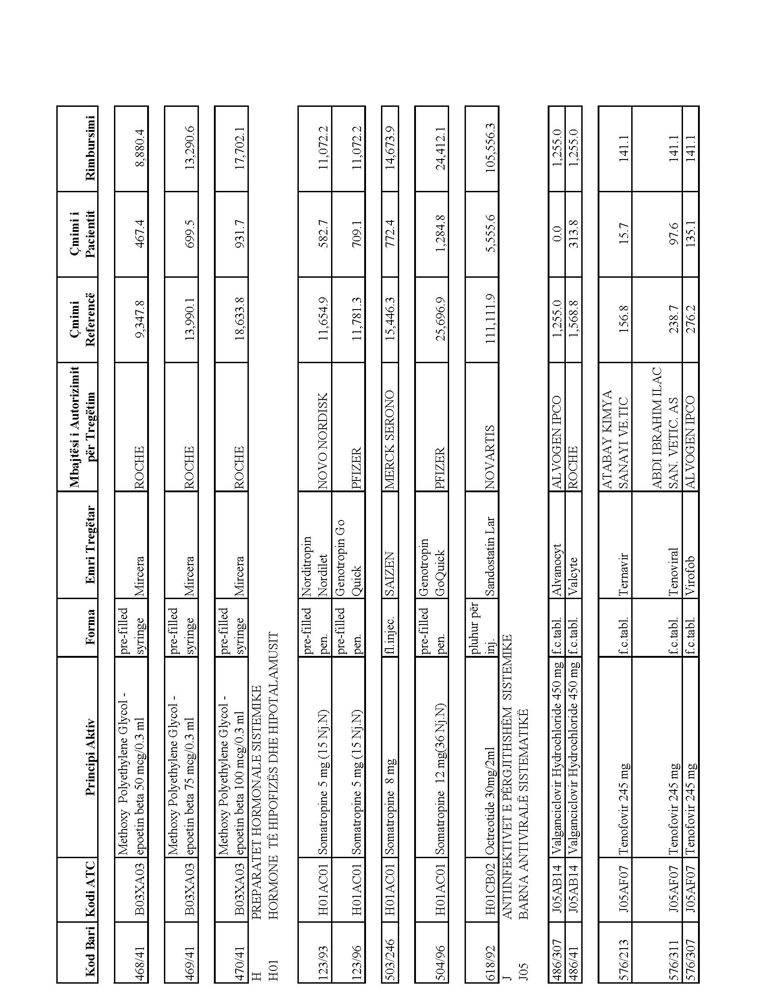 Kod Bari Kodi ATC Principi Aktiv Forma Emri Tregëtar Mbajtësi i Autorizimit për Tregëtim Çmimi Referencë Çmimi i Pacientit Rimbursimi
Methoxy Polyethylene Glycol - pre-filled
468/41 B03XA03 epoetin beta 50 mcg/0.3 ml syringe Mircera ROCHE 9,347.8 467.4 8,880.4
Methoxy Polyethylene Glycol - pre-filled
469/41 B03XA03 epoetin beta 75 mcg/0.3 ml syringe Mircera ROCHE 13,990.1 699.5 13,290.6
Methoxy Polyethylene Glycol - pre-filled
470/41 B03XA03 epoetin beta 100 mcg/0.3 ml syringe Mircera ROCHE 18,633.8 931.7 17,702.1
H PREPARATET HORMONALE SISTEMIKE
H01 HORMONE TË HIPOFIZËS DHE HIPOTALAMUSIT
pre-filled Norditropin
123/93 H01AC01 Somatropine 5 mg (15 Nj.N) pen. Nordilet NOVO NORDISK 11,654.9 582.7 11,072.2
pre-filled Genotropin Go
123/96 H01AC01 Somatropine 5 mg (15 Nj.N) pen. Quick PFIZER 11,781.3 709.1 11,072.2
503/246 H01AC01 Somatropine 8 mg fl.injec. SAIZEN MERCK SERONO 15,446.3 772.4 14,673.9
pre-filled Genotropin
504/96 H01AC01 Somatropine 12 mg(36 Nj.N) pen. GoQuick PFIZER 25,696.9 1,284.8 24,412.1
pluhur për
618/92 H01CB02 Octreotide 30mg/2ml inj. Sandostatin Lar NOVARTIS 111,111.9 5,555.6 105,556.3
J ANTIINFEKTIVET E PËRGJITHSHËM SISTEMIKE
J05 BARNA ANTIVIRALË SISTEMATIKË
486/307 J05AB14 Valganciclovir Hydrochloride 450 mg f.c.tabl. Alvanocyt ALVOGEN IPCO 1,255.0 0.0 1,255.0
486/41 J05AB14 Valganciclovir Hydrochloride 450 mg f.c.tabl. Valcyte ROCHE 1,568.8 313.8 1,255.0
ATABAY KIMYA
576/213 J05AF07 Tenofovir 245 mg f.c.tabl. Ternavir SANAYI VE.TIC 156.8 15.7 141.1
ABDI IBRAHIM ILAC
576/311 J05AF07 Tenofovir 245 mg f.c.tabl. Tenoviral SAN. VETIC. AS 238.7 97.6 141.1
576/307 J05AF07 Tenofovir 245 mg f.c.tabl. Virofob ALVOGEN IPCO 276.2 135.1 141.1